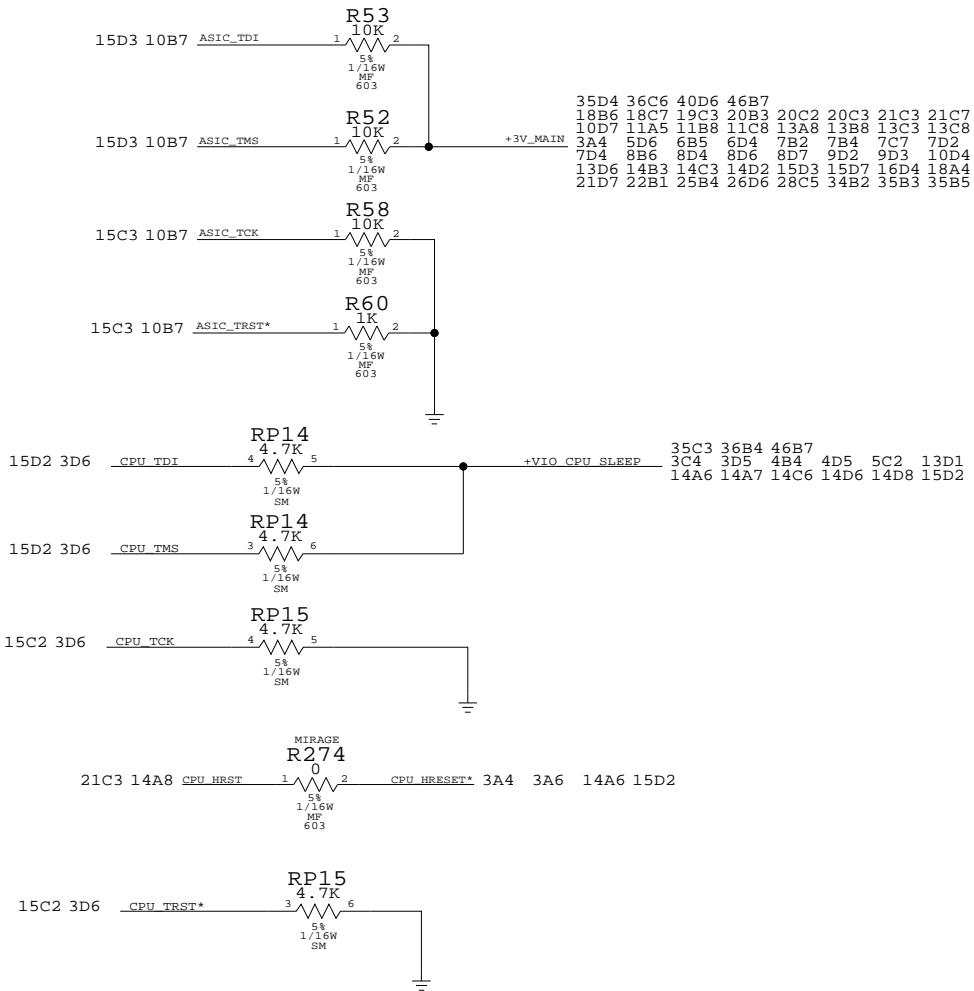 R53
10K
15D3 10B7 ASIC_TDI 1 2
5%
1/16W
MF
603
R52
10K
15D3 10B7 ASIC_TMS 1 2
5%
1/16W
MF
603
+3V_MAIN
35D4 36C6 40D6 46B7
18B6 18C7 19C3 20B3 20C2 20C3 21C3 21C7
10D7 11A5 11B8 11C8 13A8 13B8 13C3 13C8
3A4 5D6 6B5 6D4 7B2 7B4 7C7 7D2
7D4 8B6 8D4 8D6 8D7 9D2 9D3 10D4
13D6 14B3 14C3 14D2 15D3 15D7 16D4 18A4
21D7 22B1 25B4 26D6 28C5 34B2 35B3 35B5
R58
10K
15C3 10B7 ASIC_TCK 1 2
5%
1/16W
MF
603
R60
1K
15C3 10B7 ASIC_TRST* 1 2
5%
1/16W
MF
603
RP14
4.7K
15D2 3D6 CPU_TDI 4 5
5%
1/16W
SM
+VIO_CPU_SLEEP
35C3 36B4 46B7
3C4 3D5 4B4 4D5 5C2 13D1
14A6 14A7 14C6 14D6 14D8 15D2
RP14
4.7K
15D2 3D6 CPU_TMS 3 6
5%
1/16W
SM
RP15
4.7K
15C2 3D6 CPU_TCK 4 5
5%
1/16W
SM
MIRAGE
R274
0
21C3 14A8 CPU_HRST 1 2 CPU_HRESET* 3A4 3A6 14A6 15D2
5%
1/16W
MF
603
RP15
4.7K
15C2 3D6 CPU_TRST* 3 6
5%
1/16W
SM